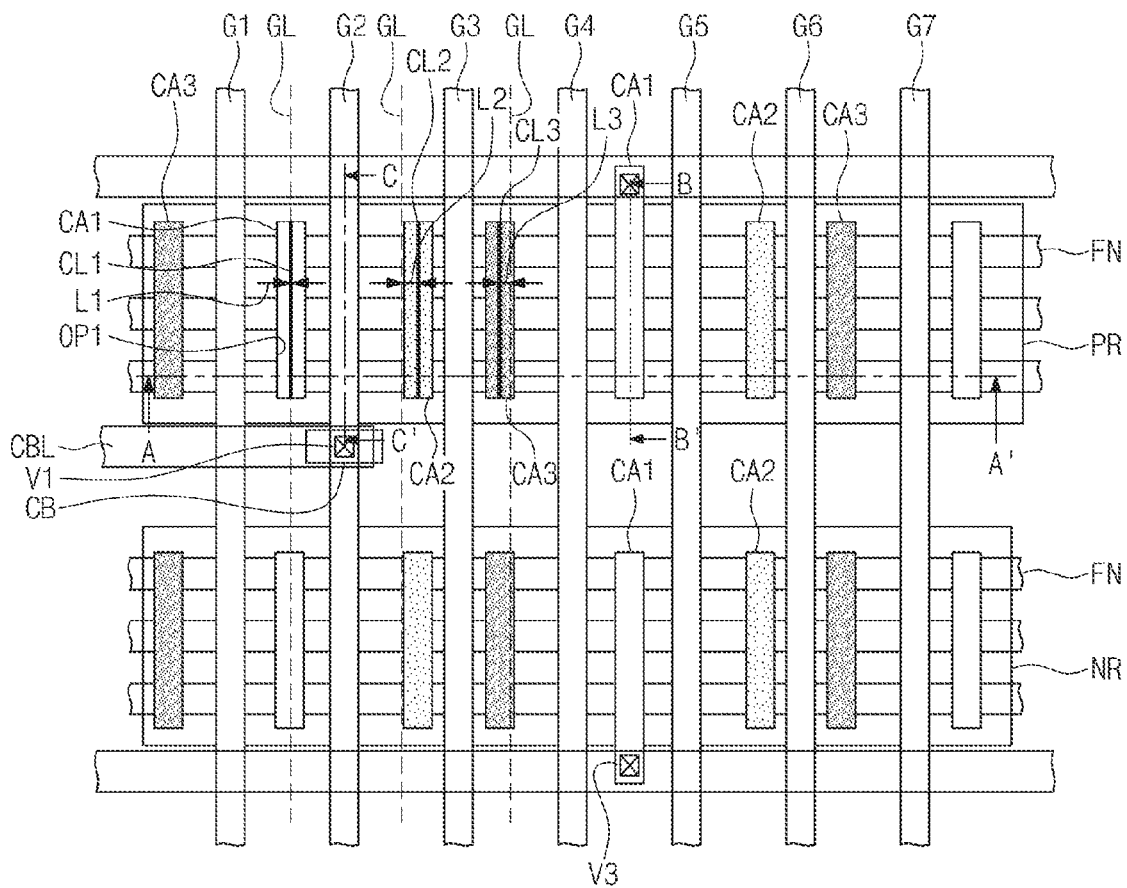 G1 GL G2 GL G3 GL G4 G5 G6 G7
CL2
CA3 L2 CA1
CL3 L3 CA2 CA3
C B
CA1
CL1 FN
L1
OP1 PR
CBL A C' B' A'
V1 CA2 CA3 CA1 CA2
CB
FN
NR
V3